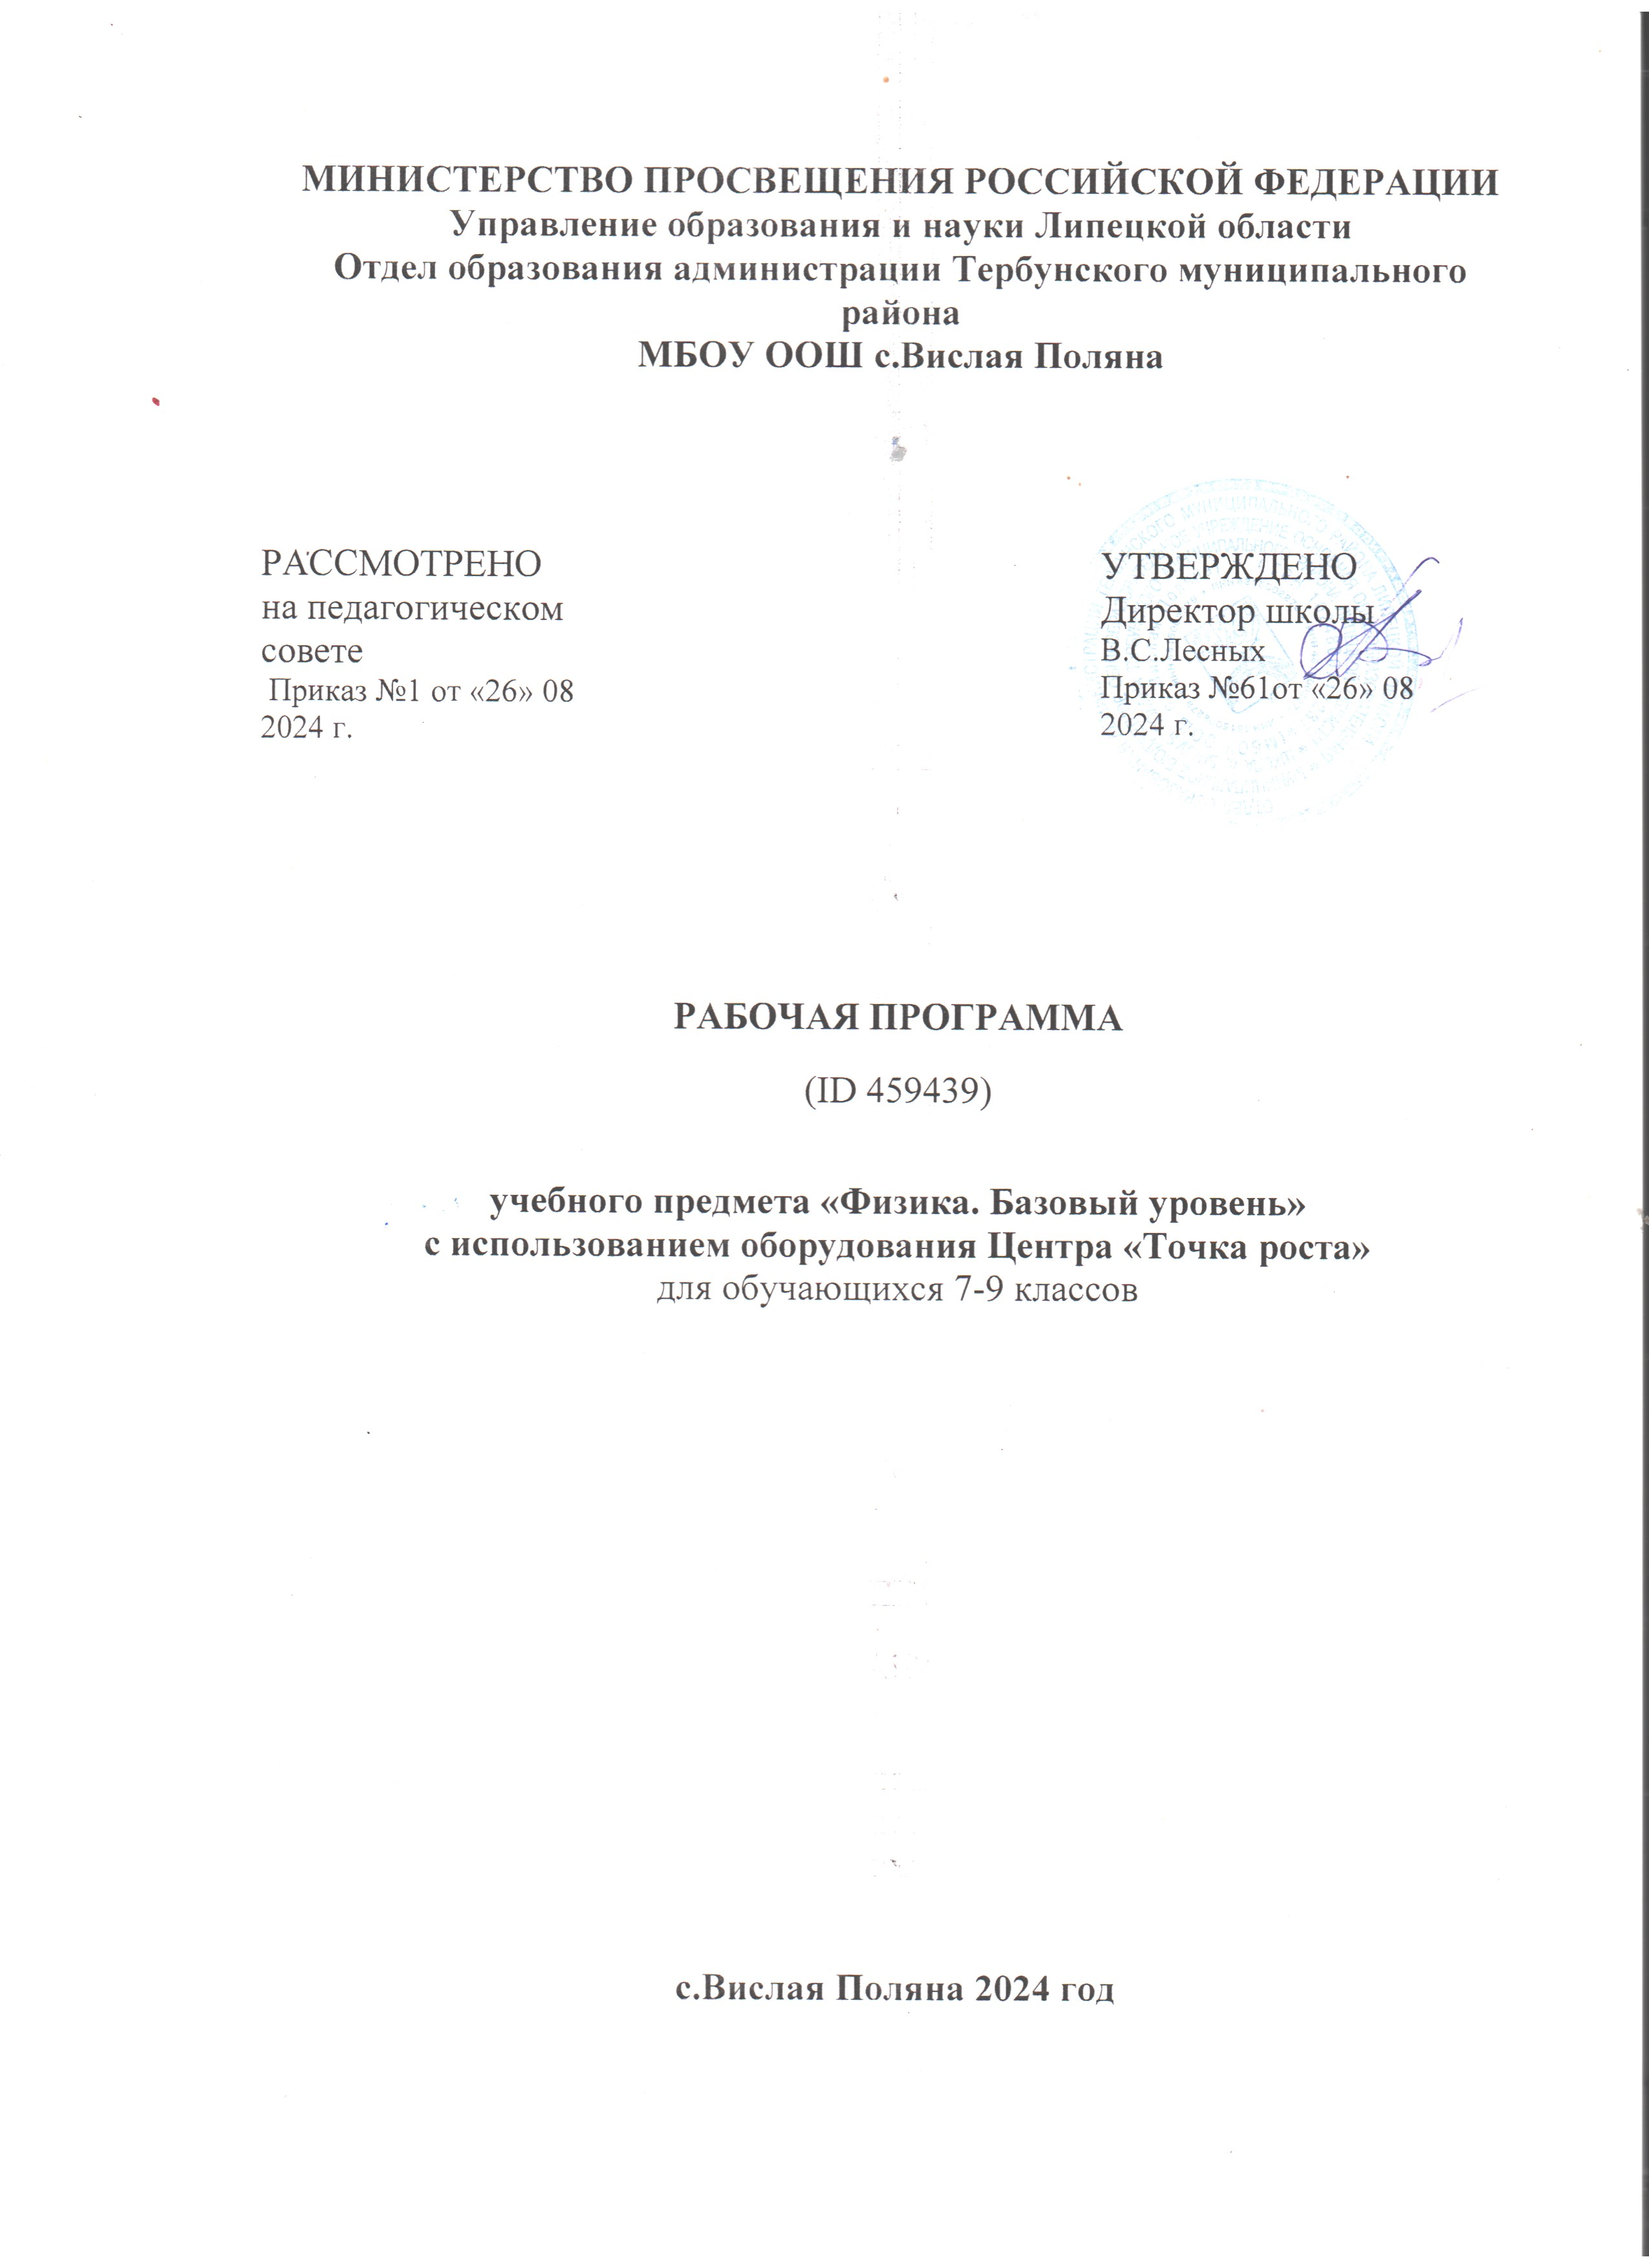 МИНИСТЕРСТВО ПРОСВЕЩЕНИЯ РОССИЙСКОЙ ФЕДЕРАЦИИ
Управление образования и науки Липецкой области
Отдел образования администрации Тербунского муниципального
района
МБОУ ООШ с.Вислая Поляна
РАССМОТРЕНО
на педагогическом
совете
Приказ №1 от «26» 08
2024 г.
УТВЕРЖДЕНО
Директор школы
В.С.Лесных
Приказ №61от «26» 08
2024 г.
РАБОЧАЯ ПРОГРАММА
(ID 459439)
учебного предмета «Физика. Базовый уровень»
с использованием оборудования Центра «Точка роста»
для обучающихся 7-9 классов
с.Вислая Поляна 2024 год